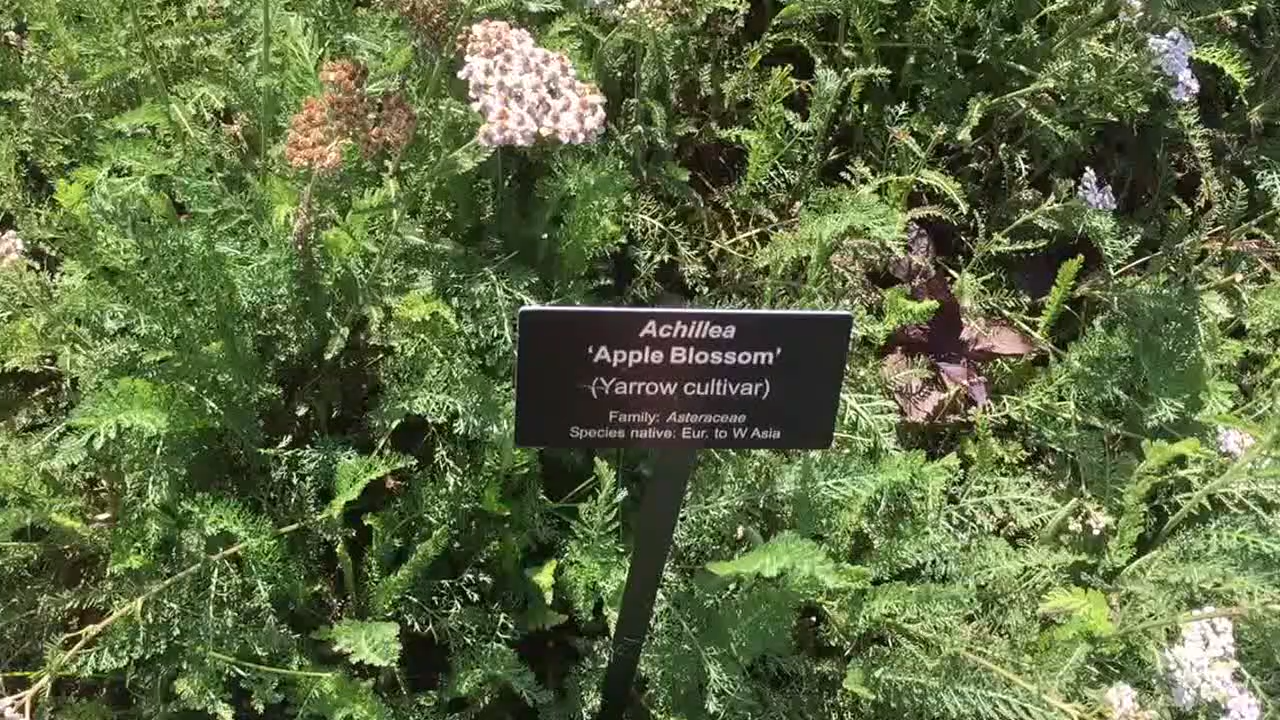 Achillea
‘Apple Blossom’
(Yarrow cultivar)
Family: Asteraceae
Species native: Eur. to W Asia